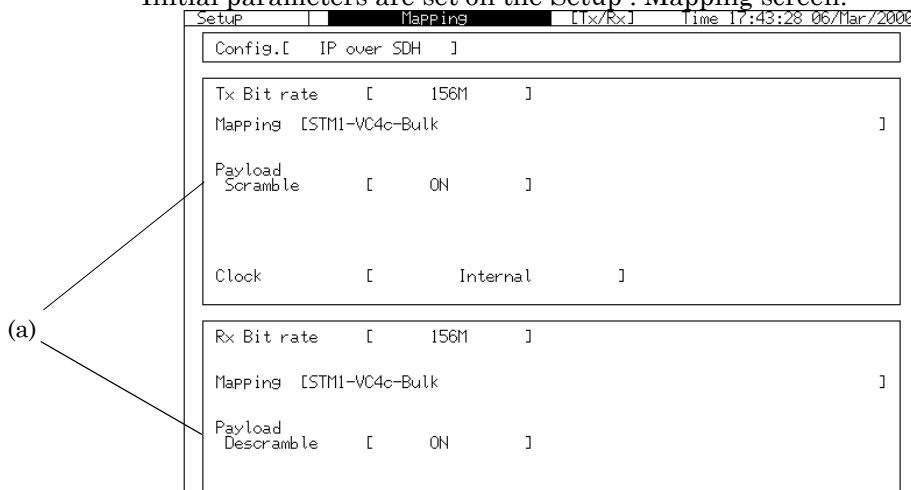 Initial parameters are set on the Setup : Mapping screen.
Setup Mapping [Tx/Rx] Time 17:43:28 06/Mar/2000
Config.[ IP over SDH ]
Tx Bit rate [ 156M ]
Mapping [STM1-VC4c-Bulk ]
Payload
Scramble [ ON ]
Clock [ Internal ]
(a)
Rx Bit rate [ 156M ]
Mapping [STM1-VC4c-Bulk ]
Payload
Descramble [ ON ]